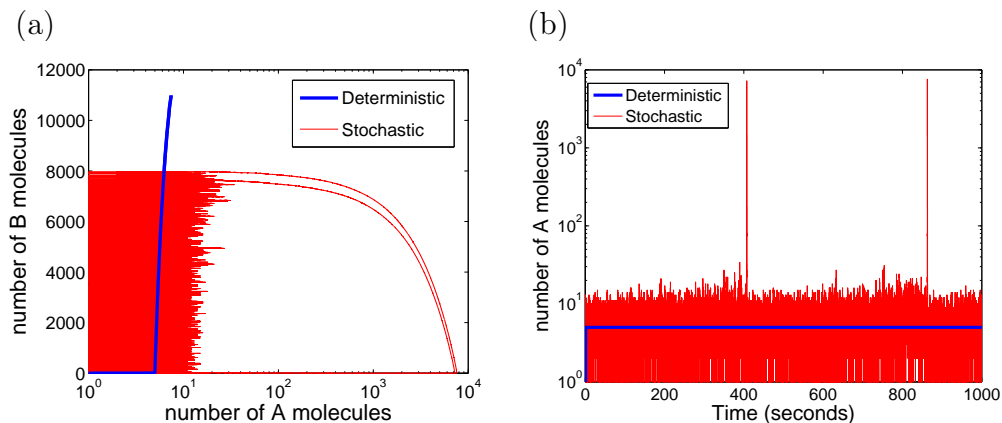 (a)
12000
10000
8000
6000
4000
2000
0
number of B molecules
10^0
10^1
10^2
10^3
10^4
number of A molecules
Deterministic
Stochastic
(b)
10^4
10^3
10^2
10^1
10^0
number of A molecules
0
200
400
600
800
1000
Time (seconds)
Deterministic
Stochastic